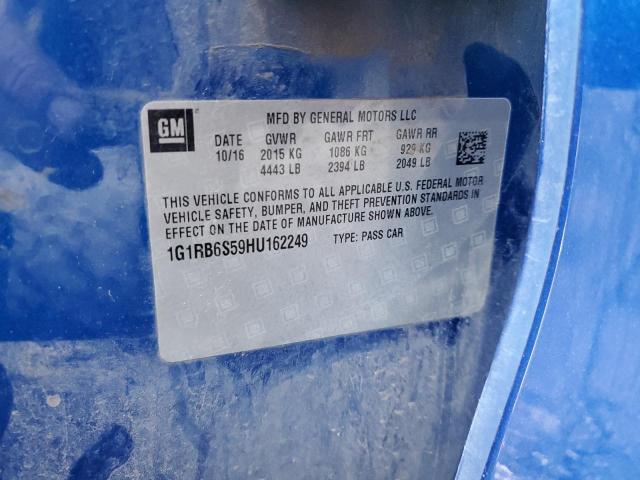 GM
MFD BY GENERAL MOTORS LLC
DATE GVWR GAWR FRT GAWR RR
10/16 2015 KG 1086 KG 929 KG
4443 LB 2394 LB 2049 LB
THIS VEHICLE CONFORMS TO ALL APPLICABLE U.S. FEDERAL MOTOR
VEHICLE SAFETY, BUMPER, AND THEFT PREVENTION STANDARDS IN
EFFECT ON THE DATE OF MANUFACTURE SHOWN ABOVE.
1G1RB6S59HU162249 TYPE: PASS CAR